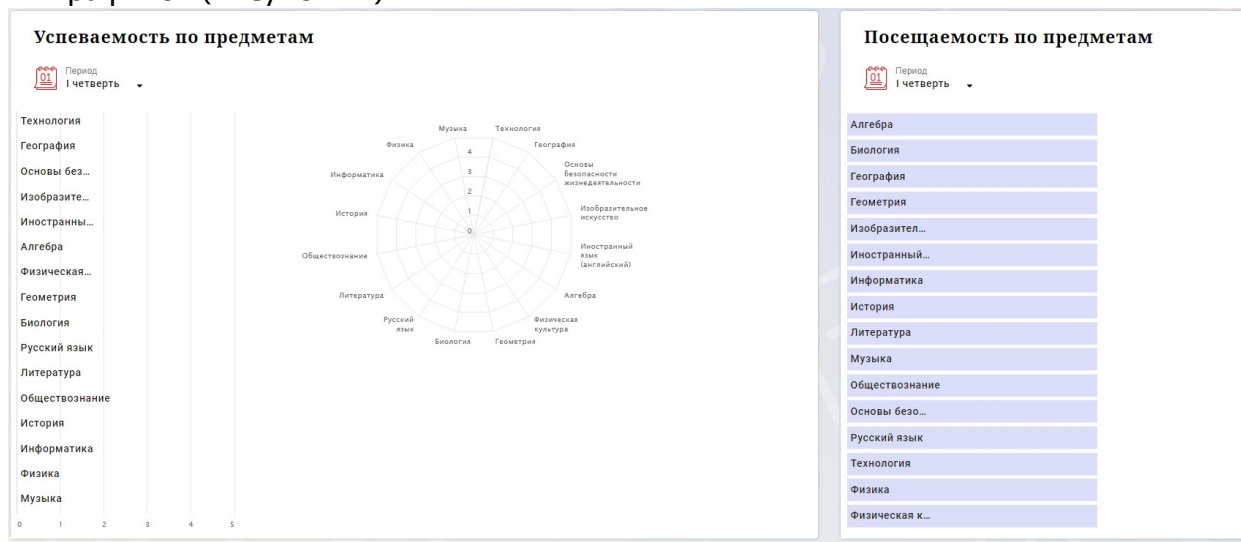 Успеваемость по предметам
Период
I четверть
Технология
География
Основы без...
Изобразите...
Иностранны...
Алгебра
Физическая...
Геометрия
Биология
Русский язык
Литература
Обществознание
История
Информатика
Физика
Музыка
0 1 2 3 4 5
Музыка
Технология
География
Основы
безопасности
жизнедеятельности
Изобразительное
искусство
Иностранный
язык
(английский)
Алгебра
Физическая
культура
Геометрия
Биология
Русский
язык
Литература
Обществознание
История
Информатика
Физика
4
3
2
1
0
Посещаемость по предметам
Период
I четверть
Алгебра
Биология
География
Геометрия
Изобразител...
Иностранный...
Информатика
История
Литература
Музыка
Обществознание
Основы безо...
Русский язык
Технология
Физика
Физическая к...